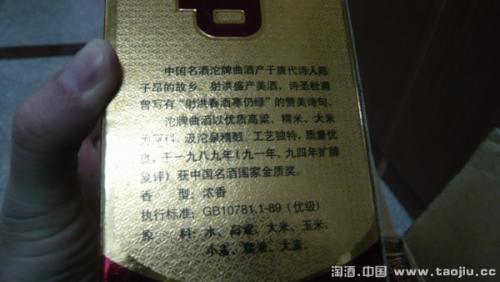 中国名酒沱牌曲酒产于唐代诗人陈
子昂的故乡。射洪盛产美酒，诗圣杜甫
曾写有“射洪春酒寒仍绿”的赞美诗句。
沱牌曲酒以优质高粱、糯米、大米
为原料，汲沱泉精酿。工艺独特，质量优
良，于一九八九年（九一年、九四年扩牌
复评）获中国名酒国家金质奖。
香 型：浓香
执行标准：GB10781.1-89（优级）
原 料：水、高粱、大米、玉米、
小麦、糯米、大麦
淘酒.中国 www.taojiu.cc